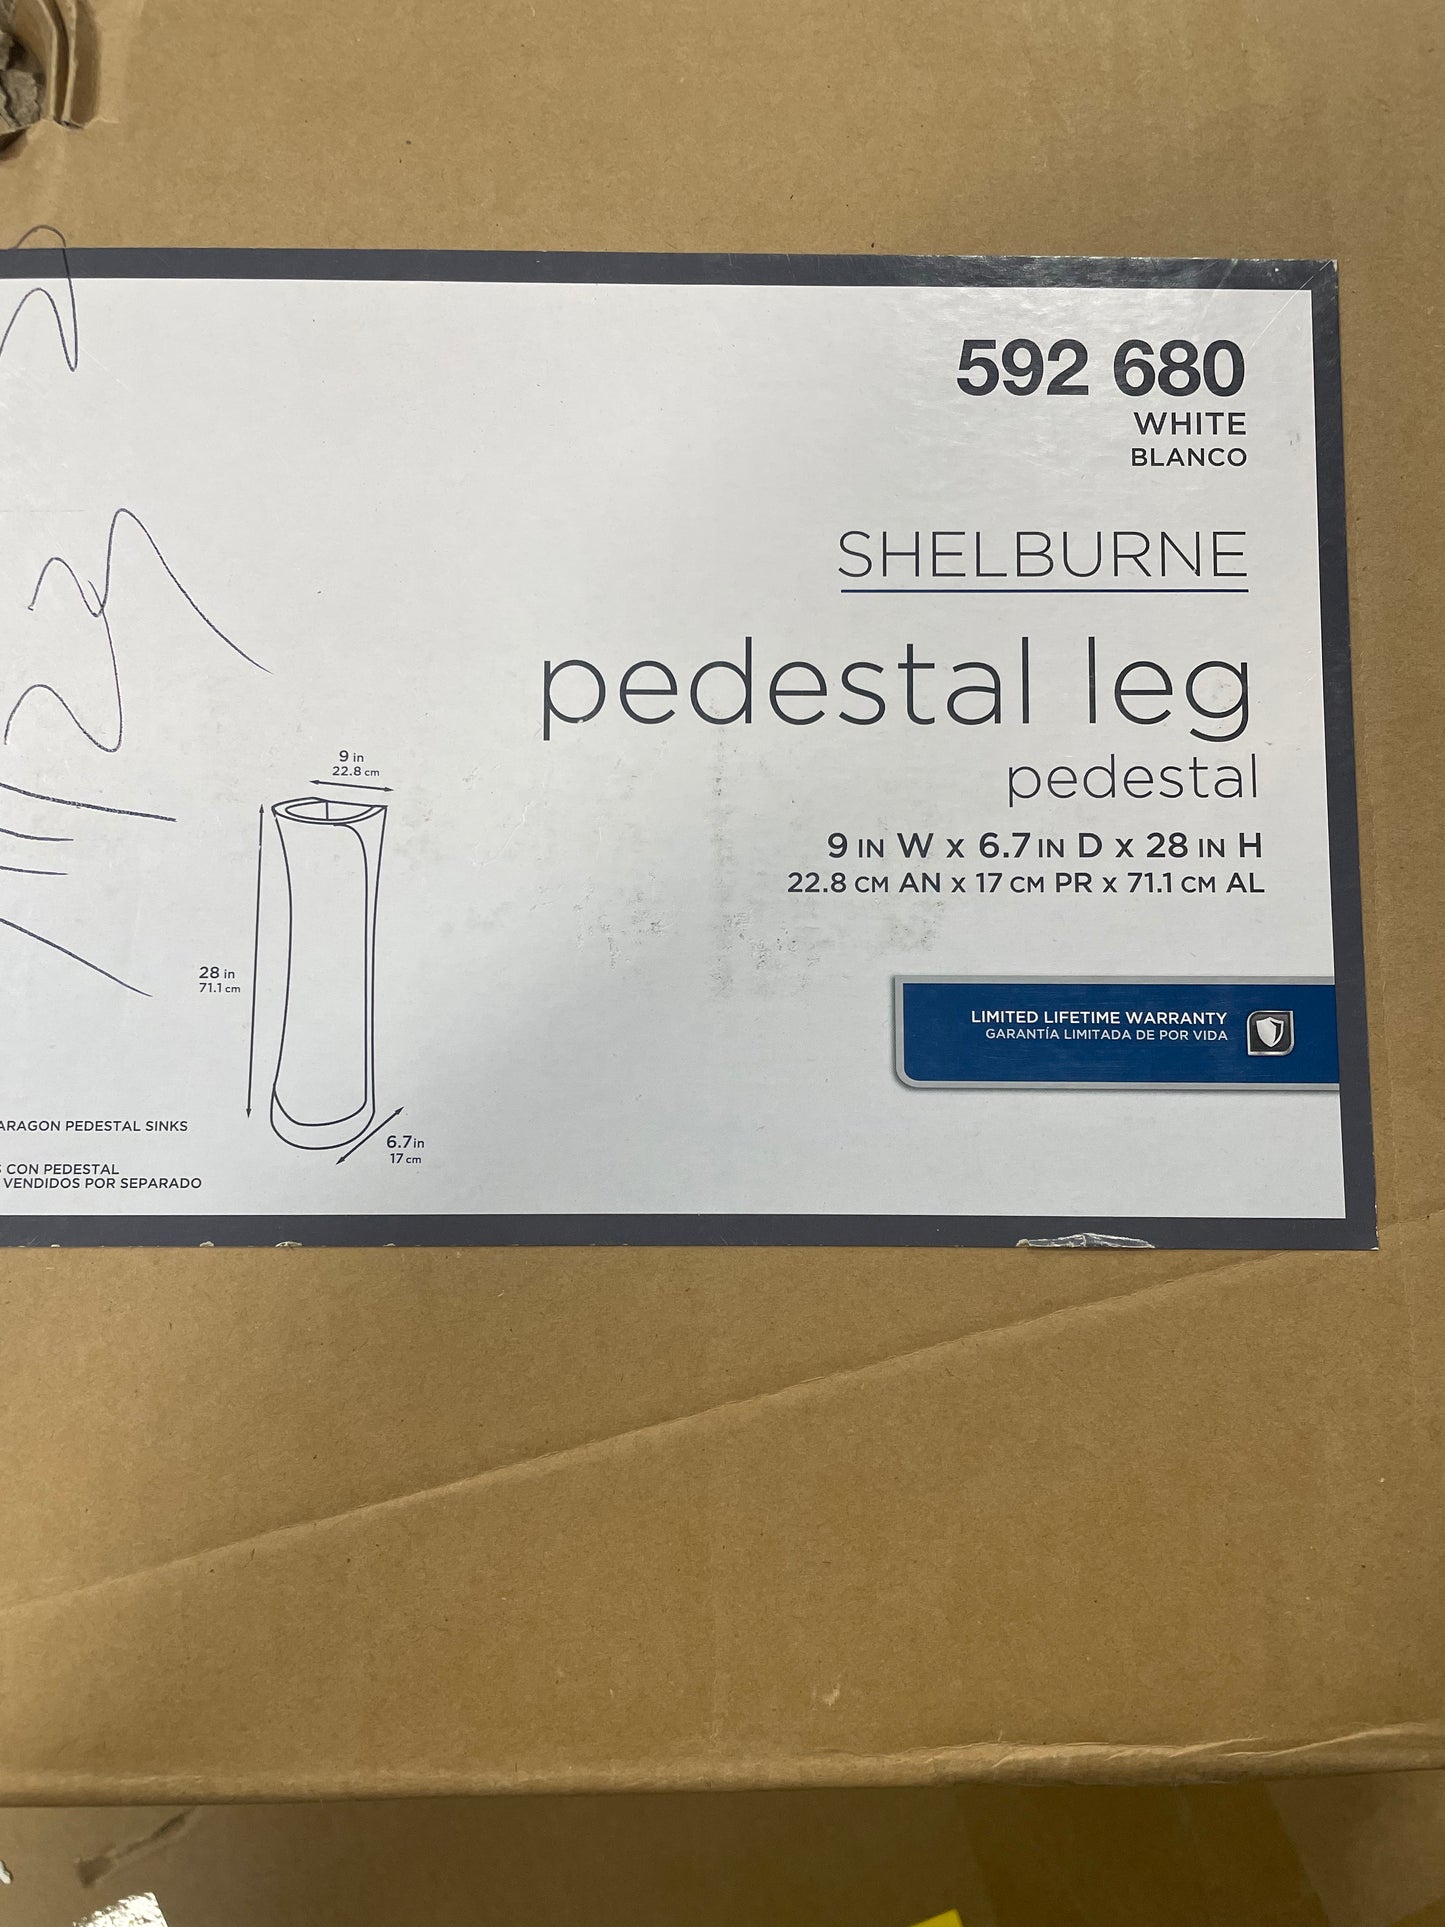 592 680
WHITE
BLANCO
SHELBURNE
pedestal leg
pedestal
9 IN W x 6.7 IN D x 28 IN H
22.8 CM AN x 17 CM PR x 71.1 CM AL
9 in
22.8 cm
28 in
71.1 cm
6.7 in
17 cm
LIMITED LIFETIME WARRANTY
GARANTÍA LIMITADA DE POR VIDA
ARAGON PEDESTAL SINKS
CON PEDESTAL
VENDIDOS POR SEPARADO